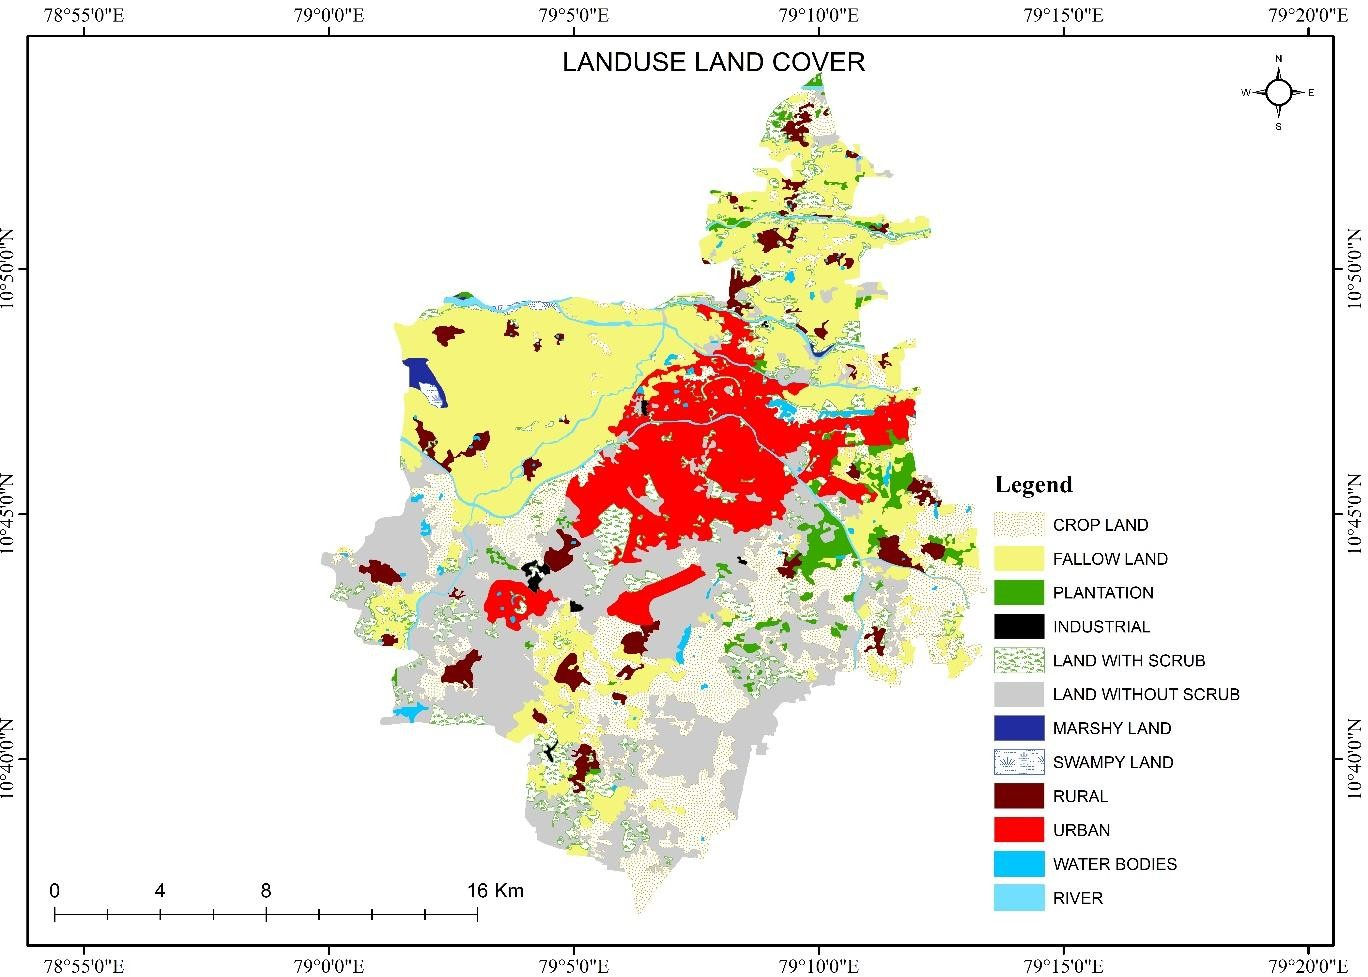 78°55'0"E 79°0'0"E 79°5'0"E 79°10'0"E 79°15'0"E 79°20'0"E
LANDUSE LAND COVER
N
W E
S
10°50'0"N 10°50'0"N
10°45'0"N 10°45'0"N
10°40'0"N 10°40'0"N
Legend
CROP LAND
FALLOW LAND
PLANTATION
INDUSTRIAL
LAND WITH SCRUB
LAND WITHOUT SCRUB
MARSHY LAND
SWAMPY LAND
RURAL
URBAN
WATER BODIES
RIVER
0 4 8 16 Km
78°55'0"E 79°0'0"E 79°5'0"E 79°10'0"E 79°15'0"E 79°20'0"E